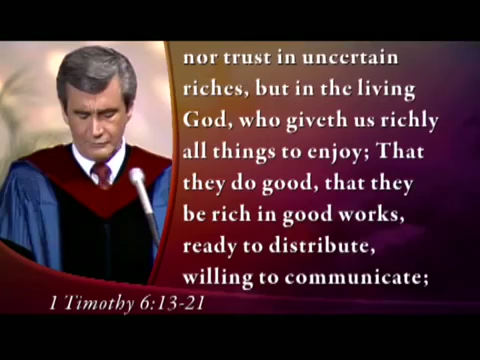 nor trust in uncertain
riches, but in the living
God, who giveth us richly
all things to enjoy; That
they do good, that they
be rich in good works,
ready to distribute,
willing to communicate;
1 Timothy 6:13-21